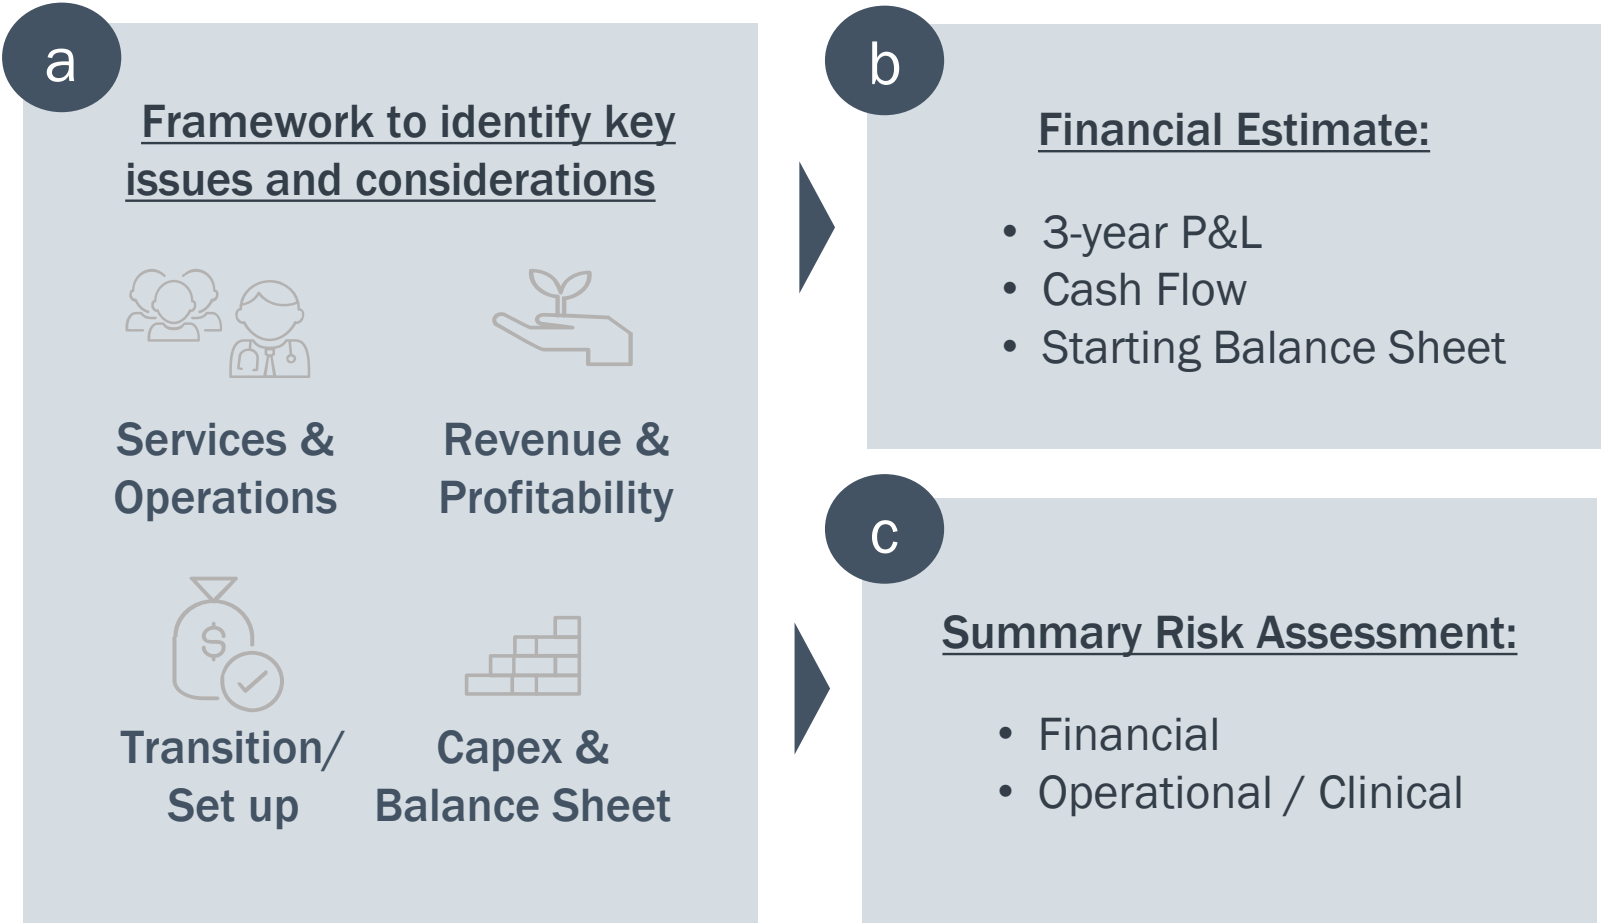 a
Framework to identify key
issues and considerations
Services &
Operations
Revenue &
Profitability
$
Transition/
Set up
Capex &
Balance Sheet
b
Financial Estimate:
• 3-year P&L
• Cash Flow
• Starting Balance Sheet
c
Summary Risk Assessment:
• Financial
• Operational / Clinical